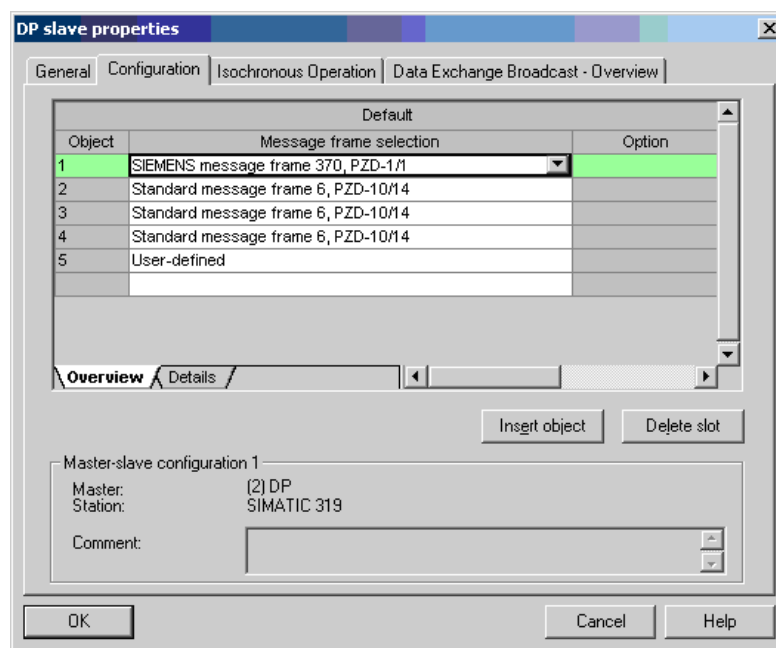 DP slave properties
General Configuration Isochronous Operation Data Exchange Broadcast - Overview
Default
Object Message frame selection Option
1 SIEMENS message frame 370, PZD-1/1
2 Standard message frame 6, PZD-10/14
3 Standard message frame 6, PZD-10/14
4 Standard message frame 6, PZD-10/14
5 User-defined
Overview Details
Insert object Delete slot
Master-slave configuration 1
Master: (2) DP
Station: SIMATIC 319
Comment:
OK Cancel Help